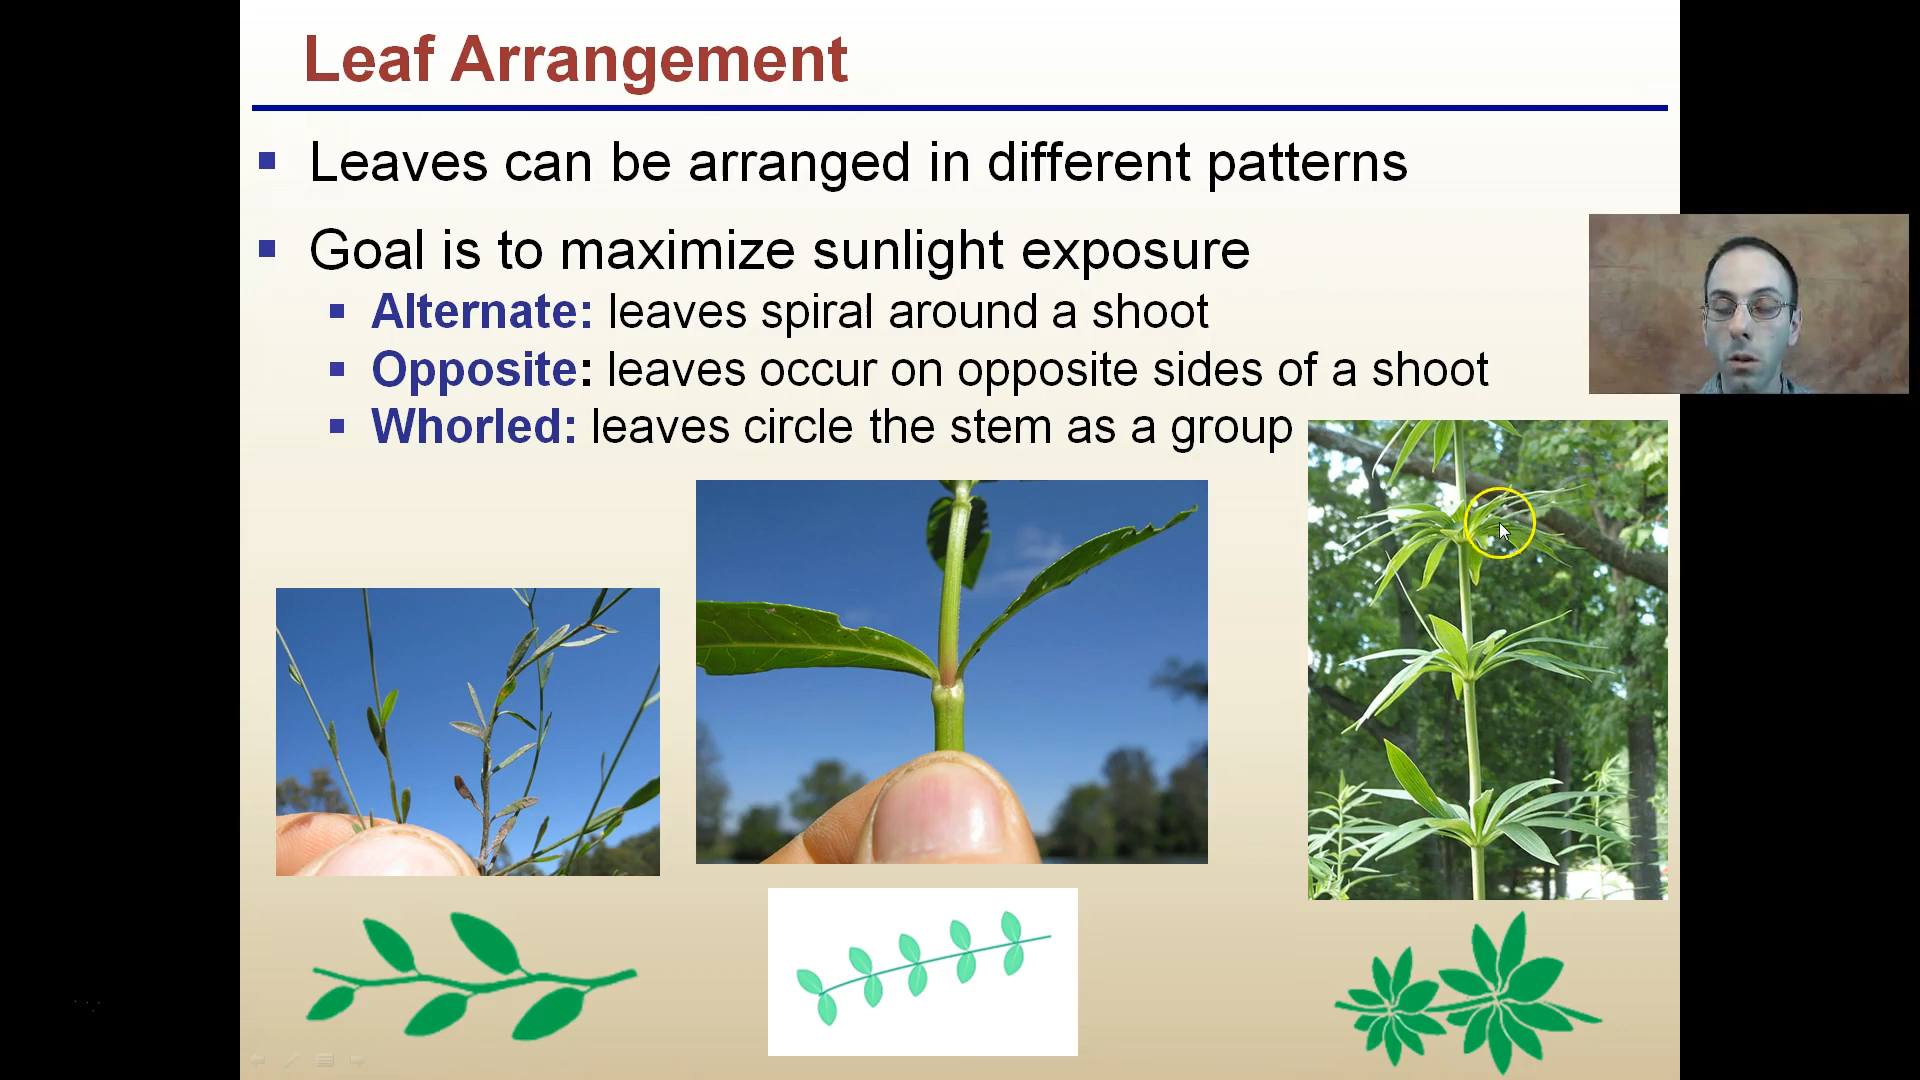 Leaf Arrangement
Leaves can be arranged in different patterns
Goal is to maximize sunlight exposure
Alternate: leaves spiral around a shoot
Opposite: leaves occur on opposite sides of a shoot
Whorled: leaves circle the stem as a group